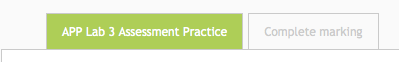 APP Lab 3 Assessment Practice
Complete marking